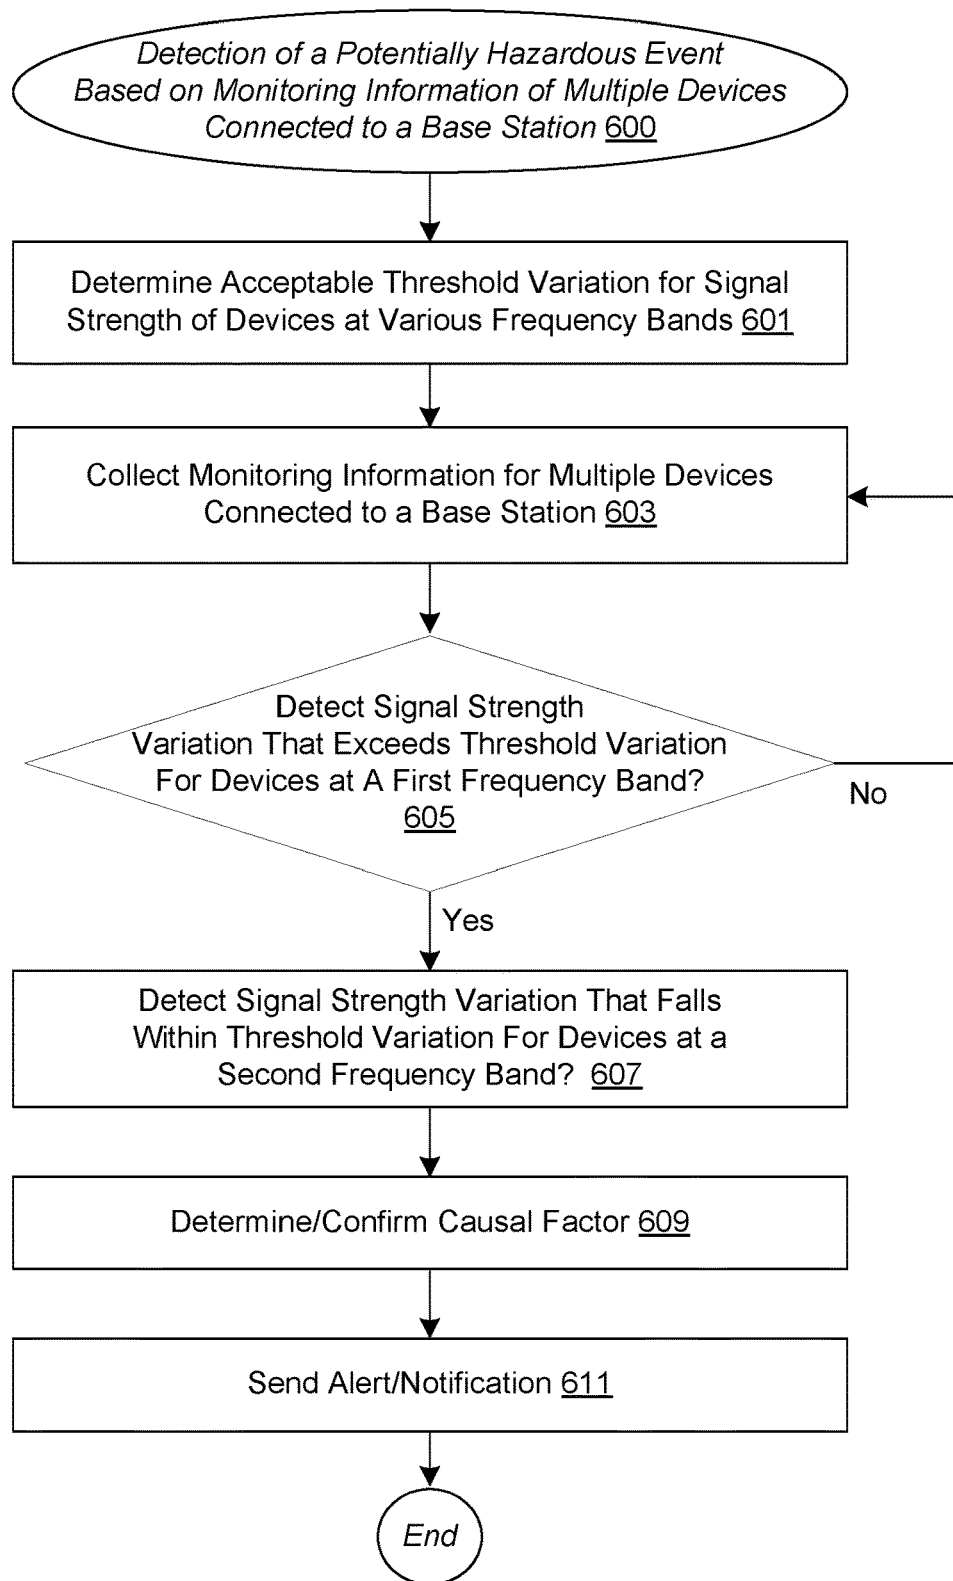 Detection of a Potentially Hazardous Event
Based on Monitoring Information of Multiple Devices
Connected to a Base Station 600
Determine Acceptable Threshold Variation for Signal
Strength of Devices at Various Frequency Bands 601
Collect Monitoring Information for Multiple Devices
Connected to a Base Station 603
Detect Signal Strength
Variation That Exceeds Threshold Variation
For Devices at A First Frequency Band?
605
No
Yes
Detect Signal Strength Variation That Falls
Within Threshold Variation For Devices at a
Second Frequency Band? 607
Determine/Confirm Causal Factor 609
Send Alert/Notification 611
End